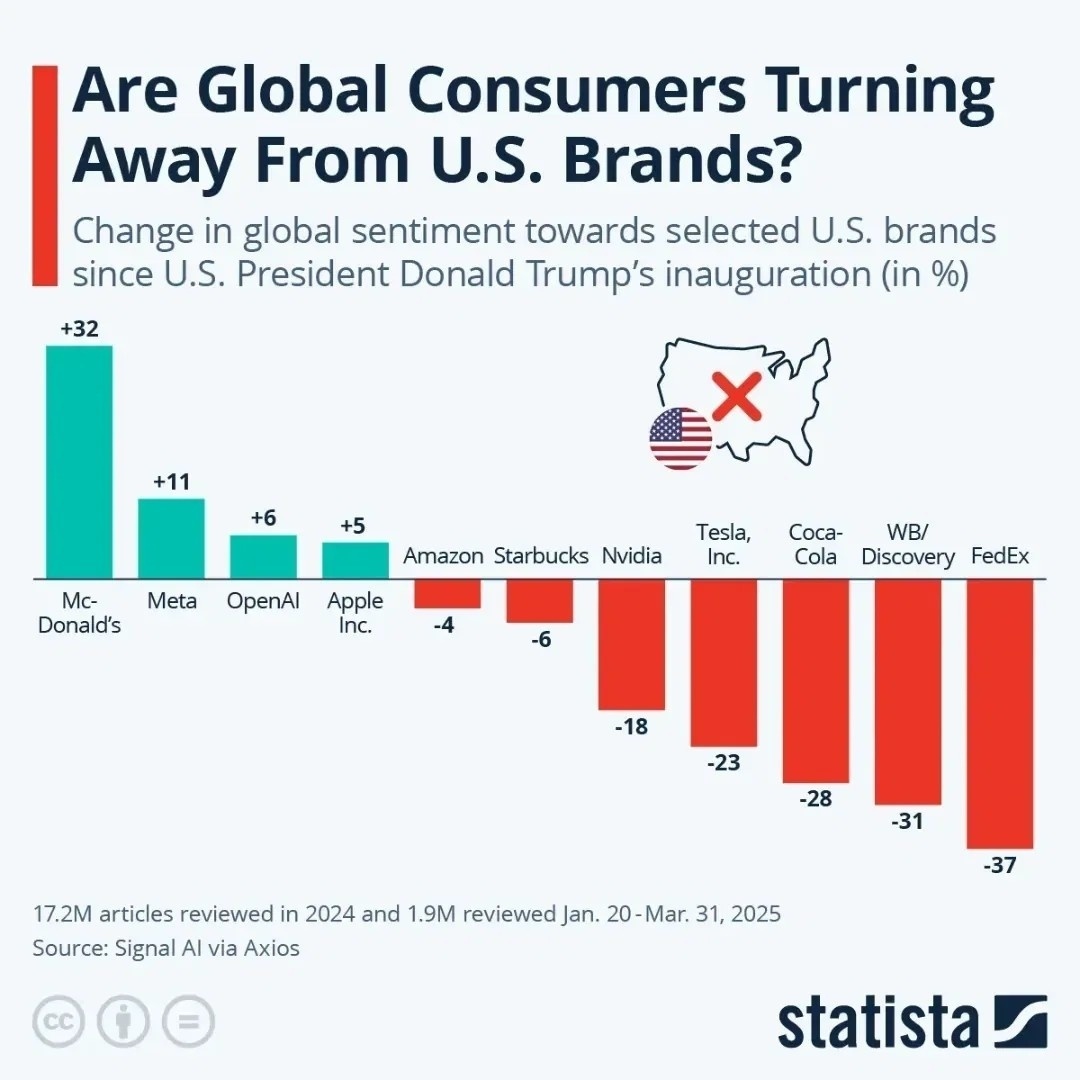 Are Global Consumers Turning
Away From U.S. Brands?
Change in global sentiment towards selected U.S. brands
since U.S. President Donald Trump's inauguration (in %)
+32
Mc-
Donald's
+11
Meta
+6
OpenAI
+5
Apple
Inc.
Amazon
-4
Starbucks
-6
Nvidia
-18
Tesla,
Inc.
-23
Coca-
Cola
-28
WB/
Discovery
-31
FedEx
-37
17.2M articles reviewed in 2024 and 1.9M reviewed Jan. 20-Mar. 31, 2025
Source: Signal AI via Axios
cc
statista